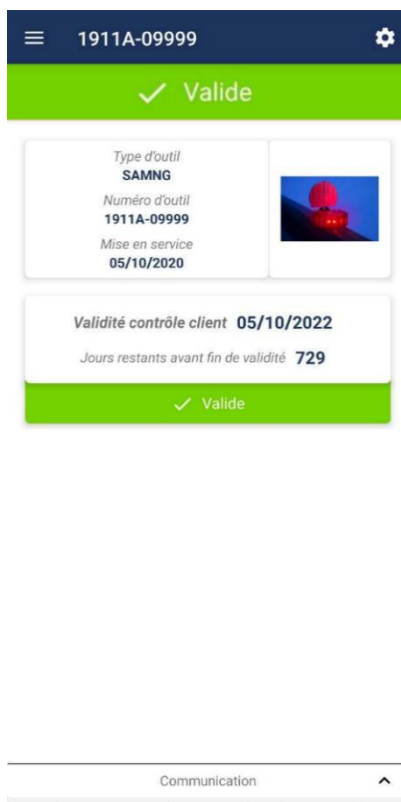 1911A-09999
Valide
Type d'outil
SAMNG
Numéro d'outil
1911A-09999
Mise en service
05/10/2020
Validité contrôle client 05/10/2022
Jours restants avant fin de validité 729
Valide
Communication